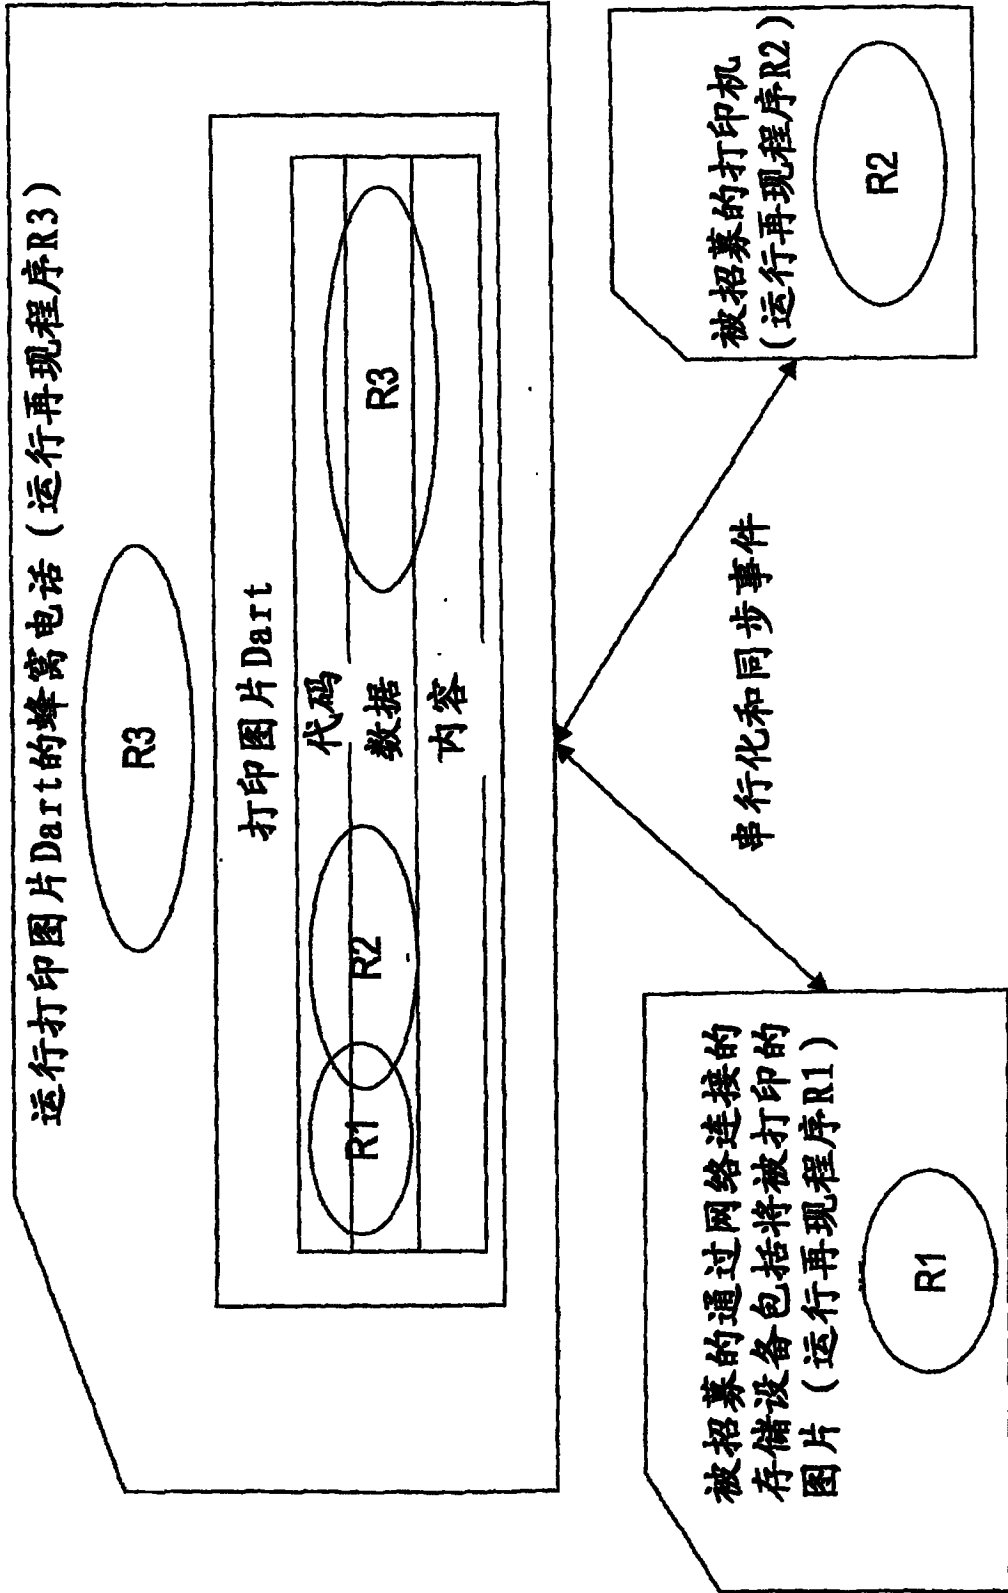 运行打印图片Dart的蜂窝电话（运行再现程序R3）
R3
打印图片Dart
代码
数据
内容
R1
R2
R3
串行化和同步事件
被招募的通过网络连接的
存储设备包括将被打印的
图片（运行再现程序R1）
R1
被招募的打印机
（运行再现程序R2）
R2